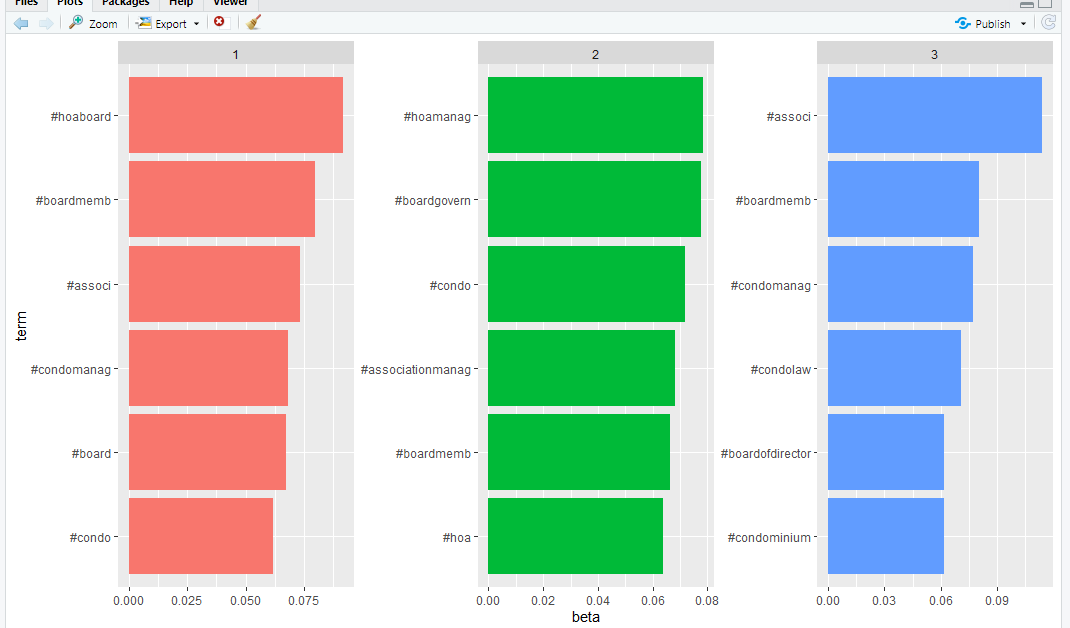 Files Plots Packages Help Viewer
Zoom Export Publish
1
#hoaboard
#boardmemb
#associ
#condomanag
#board
#condo
0.000 0.025 0.050 0.075
2
#hoamanag
#boardgovern
#condo
#associationmanag
#boardmemb
#hoa
0.00 0.02 0.04 0.06 0.08
3
#associ
#boardmemb
#condomanag
#condolaw
#boardofdirector
#condominium
0.00 0.03 0.06 0.09
term
beta